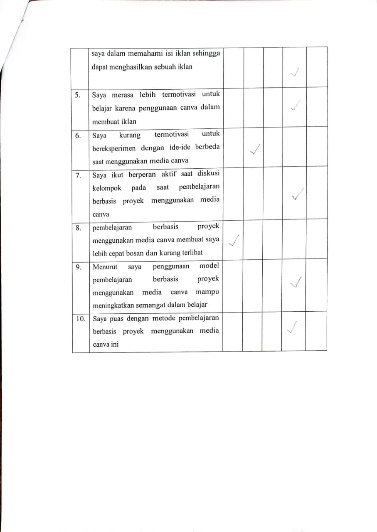 saya dalam memahami isi iklan sehingga
dapat menghasilkan sebuah iklan
5. Saya merasa lebih termotivasi untuk
belajar karena penggunaan canva dalam
membuat iklan
6. Saya kurang termotivasi untuk
bereksperimen dengan ide-ide berbeda
saat menggunakan media canva
7. Saya ikut berperan aktif saat diskusi
kelompok pada saat pembelajaran
berbasis proyek menggunakan media
canva
8. pembelajaran berbasis proyek
menggunakan media canva membuat saya
lebih cepat bosan dan kurang terlibat
9. Menurut saya penggunaan model
pembelajaran berbasis proyek
menggunakan media canva mampu
meningkatkan semangat dalam belajar
10. Saya puas dengan metode pembelajaran
berbasis proyek menggunakan media
canva ini